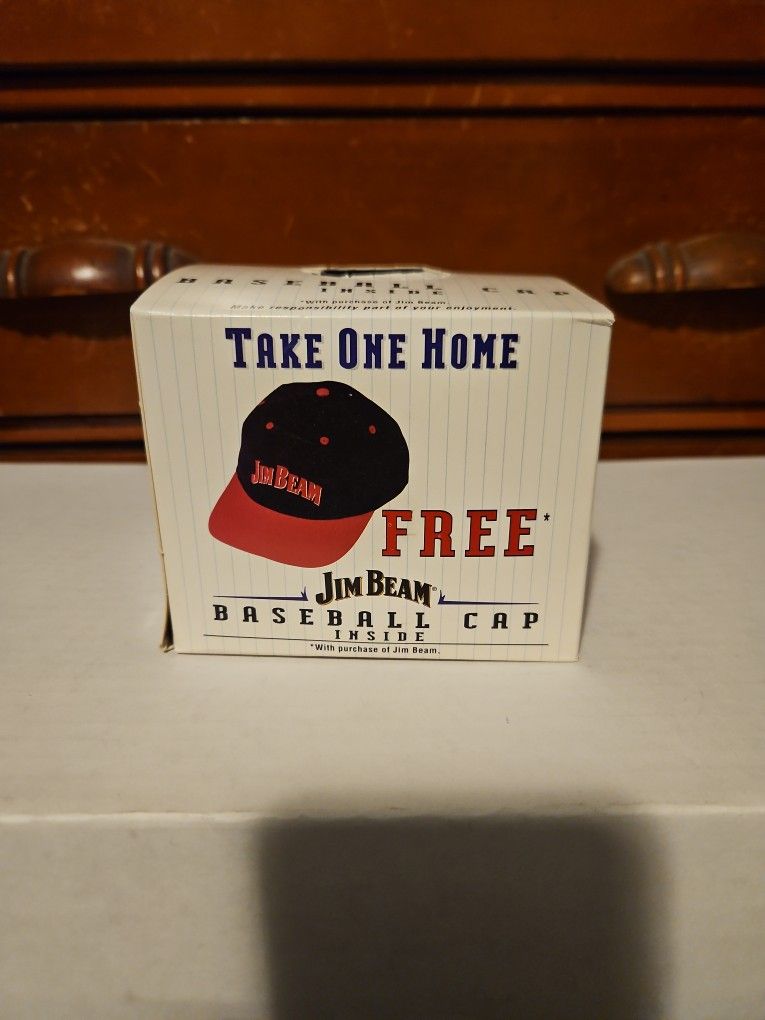 BASEBALL CAP
INSIDE
*With purchase of Jim Beam.
Make responsibility part of your enjoyment.
TAKE ONE HOME
JIM BEAM
FREE*
JIM BEAM®
BASEBALL CAP
INSIDE
*With purchase of Jim Beam.